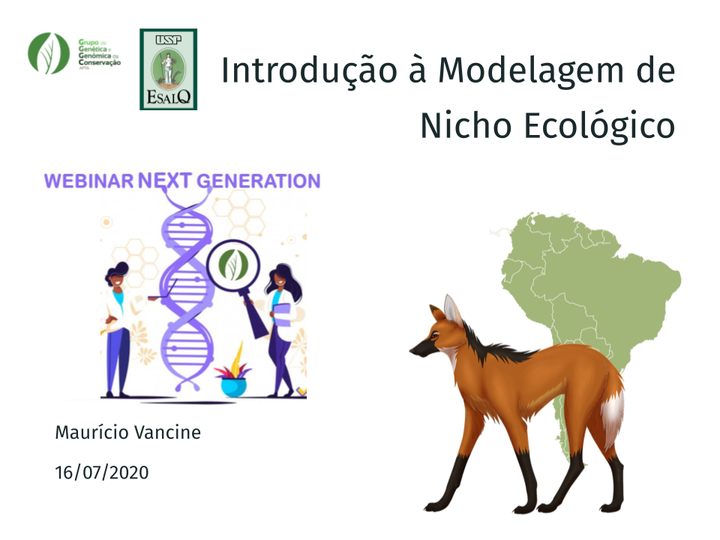 Grupo de
Genética e
Genômica da
Conservação
USP
ESALQ
Introdução à Modelagem de
Nicho Ecológico
WEBINAR NEXT GENERATION
Maurício Vancine
16/07/2020